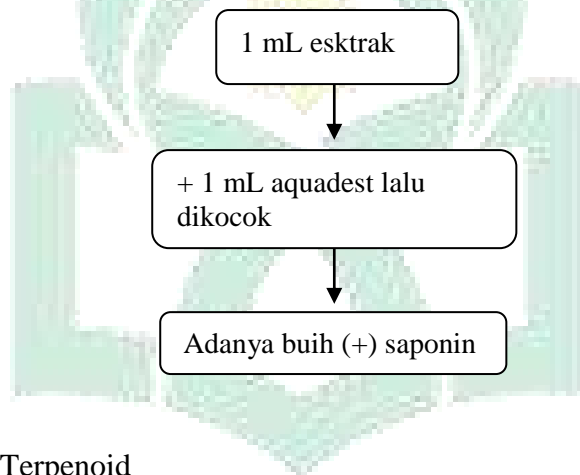 1 mL esktrak
+ 1 mL aquadest lalu
dikocok
Adanya buih (+) saponin
Terpenoid